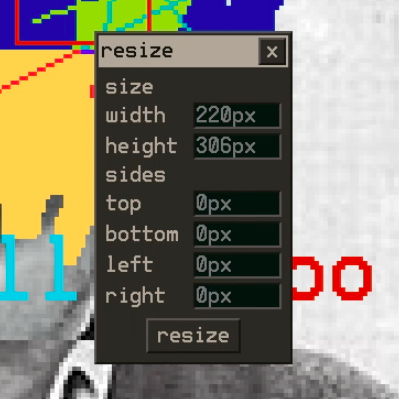 resize x
size
width 220px
height 306px
sides
top 0px
bottom 0px
left 0px
right 0px
resize